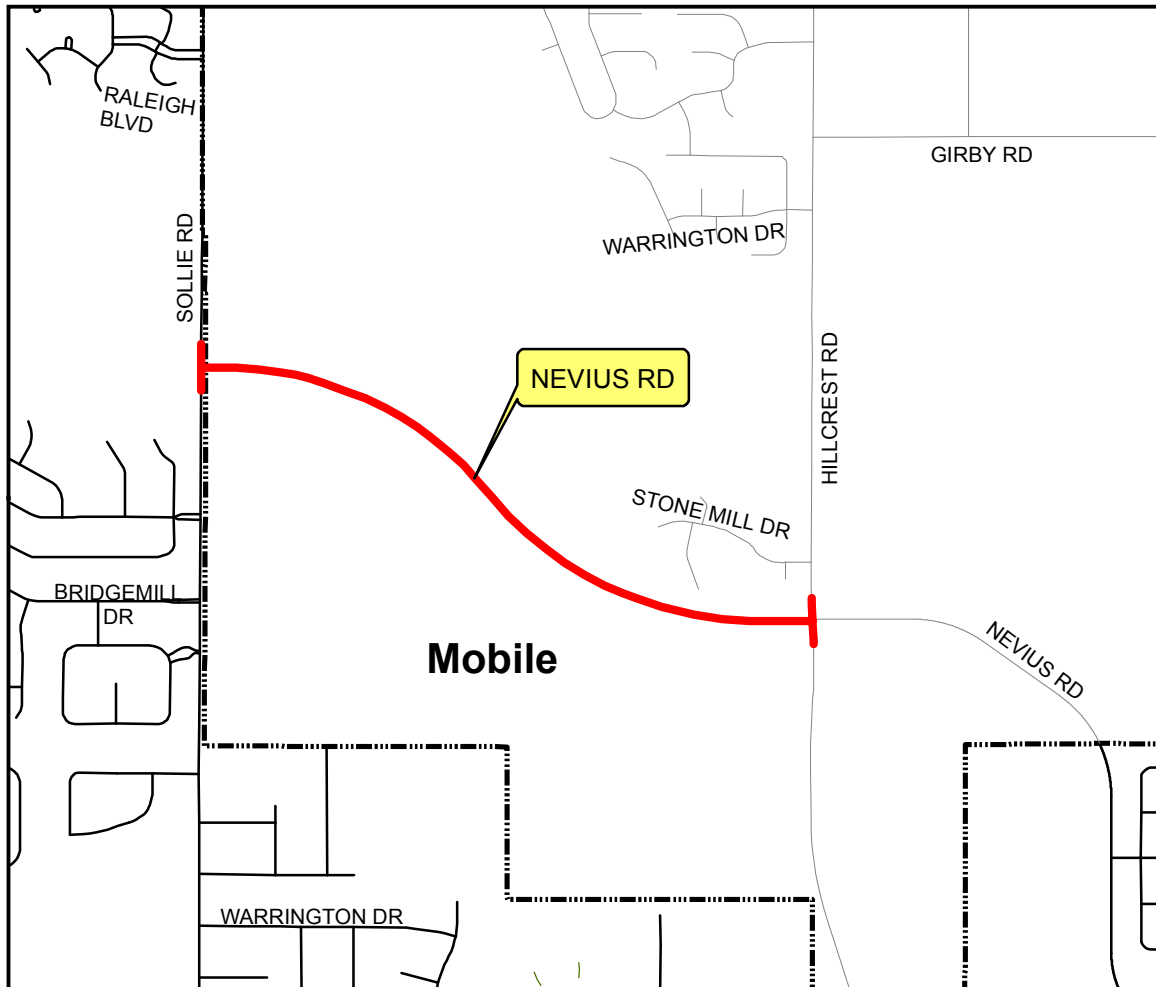 RALEIGH
BLVD
GIRBY RD
SOLLIE RD
WARRINGTON DR
HILLCREST RD
NEVIUS RD
STONE MILL DR
BRIDGEMILL
DR
NEVIUS RD
Mobile
WARRINGTON DR